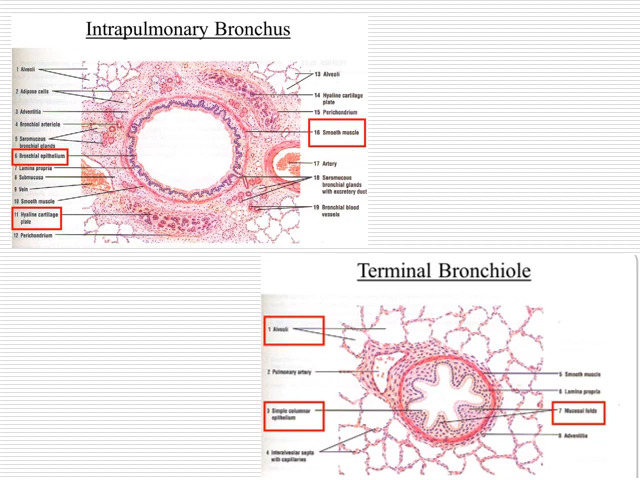 Intrapulmonary Bronchus
1 Alveoli
2 Adipose cells
3 Adventitia
4 Bronchial arteriole
5 Seromucous
bronchial glands
6 Bronchial epithelium
7 Lamina propria
8 Submucosa
9 Vein
10 Smooth muscle
11 Hyaline cartilage
plate
12 Perichondrium
13 Alveoli
14 Hyaline cartilage
plate
15 Perichondrium
16 Smooth muscle
17 Artery
18 Seromucous
bronchial glands
with excretory duct
19 Bronchial blood
vessels
Terminal Bronchiole
1 Alveoli
2 Pulmonary artery
3 Simple columnar
epithelium
4 Interalveolar septa
with capillaries
5 Smooth muscle
6 Lamina propria
7 Mucosal folds
8 Adventitia